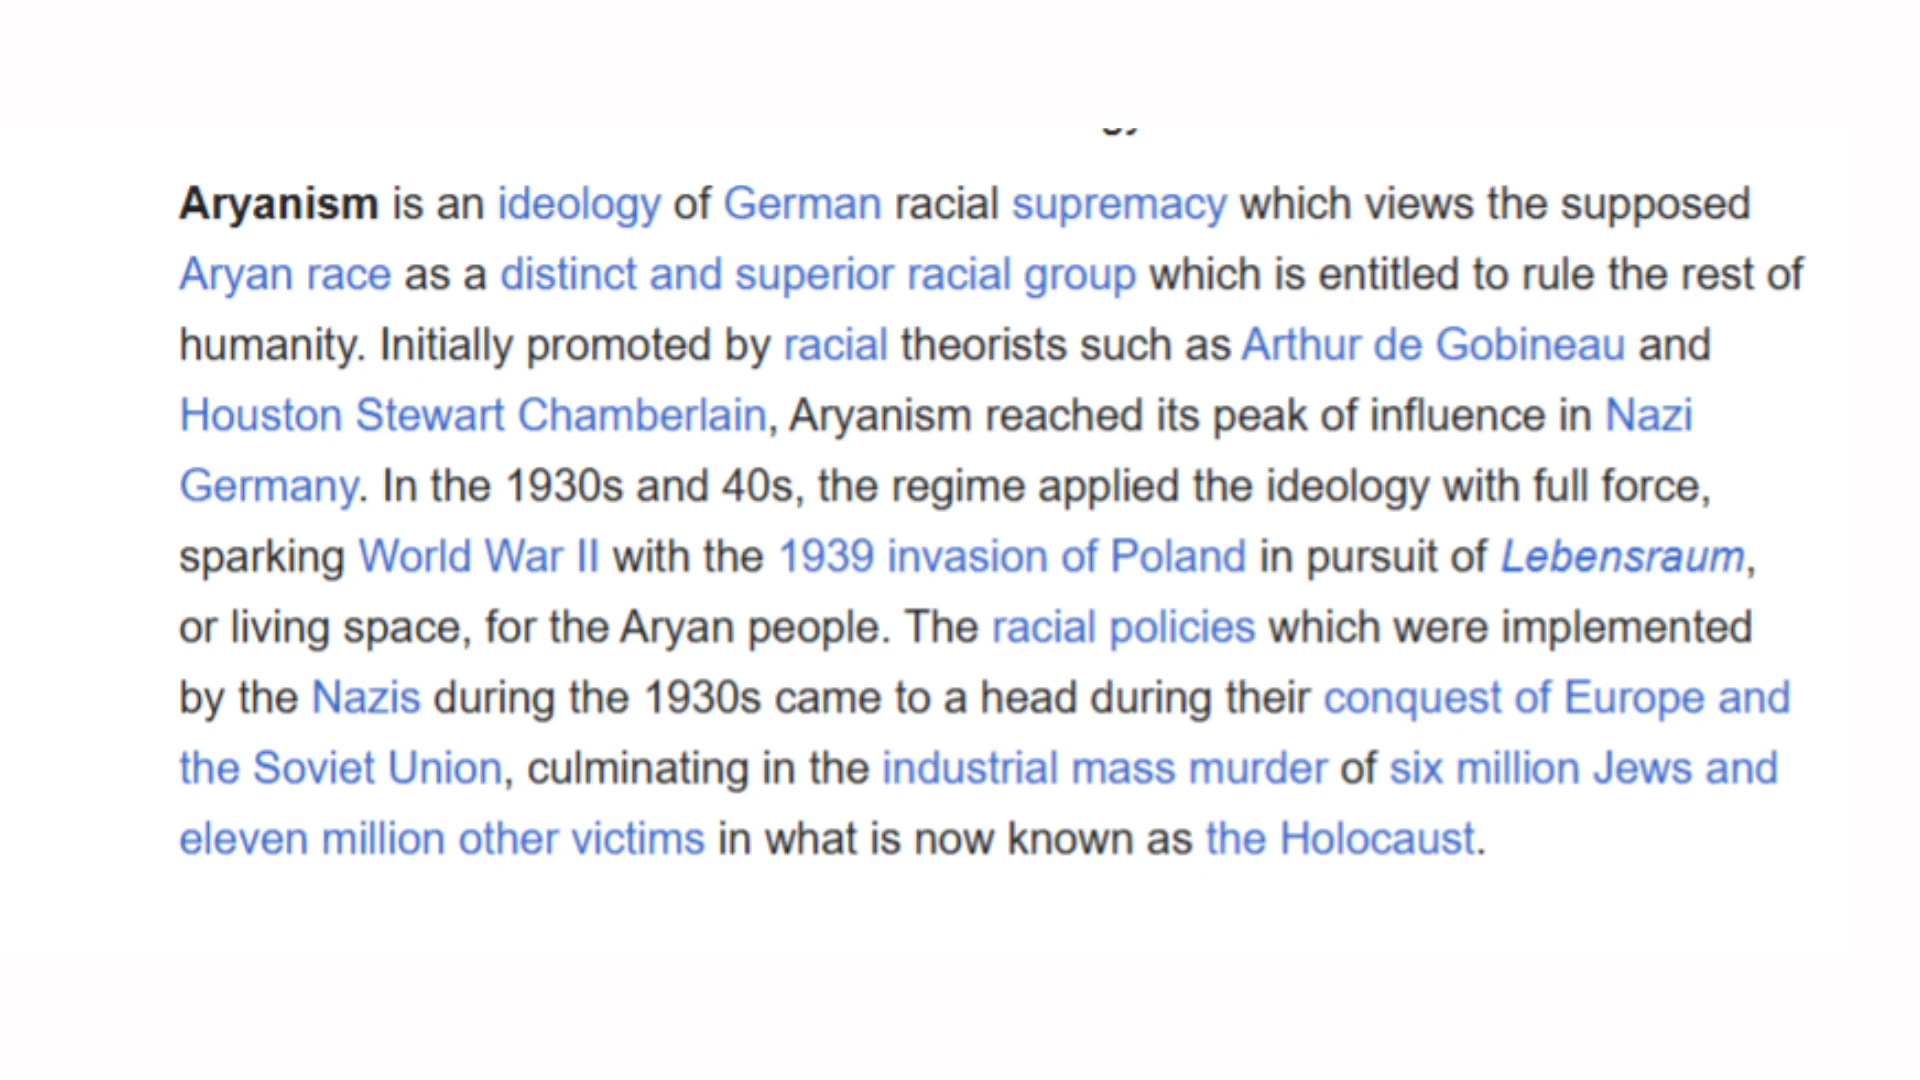 Aryanism is an ideology of German racial supremacy which views the supposed
Aryan race as a distinct and superior racial group which is entitled to rule the rest of
humanity. Initially promoted by racial theorists such as Arthur de Gobineau and
Houston Stewart Chamberlain, Aryanism reached its peak of influence in Nazi
Germany. In the 1930s and 40s, the regime applied the ideology with full force,
sparking World War II with the 1939 invasion of Poland in pursuit of Lebensraum,
or living space, for the Aryan people. The racial policies which were implemented
by the Nazis during the 1930s came to a head during their conquest of Europe and
the Soviet Union, culminating in the industrial mass murder of six million Jews and
eleven million other victims in what is now known as the Holocaust.